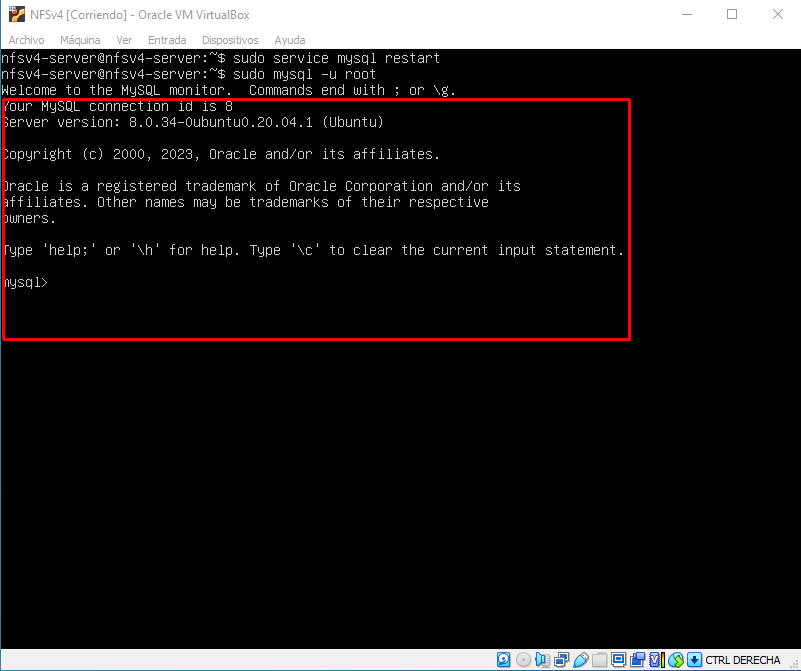 NFSv4 [Corriendo] - Oracle VM VirtualBox
Archivo Máquina Ver Entrada Dispositivos Ayuda
nfsv4-server@nfsv4-server:~$ sudo service mysql restart
nfsv4-server@nfsv4-server:~$ sudo mysql -u root
Welcome to the MySQL monitor.  Commands end with ; or \g.
Your MySQL connection id is 8
Server version: 8.0.34-0ubuntu0.20.04.1 (Ubuntu)
Copyright (c) 2000, 2023, Oracle and/or its affiliates.
Oracle is a registered trademark of Oracle Corporation and/or its
affiliates. Other names may be trademarks of their respective
owners.
Type 'help;' or '\h' for help. Type '\c' to clear the current input statement.
mysql>
CTRL DERECHA